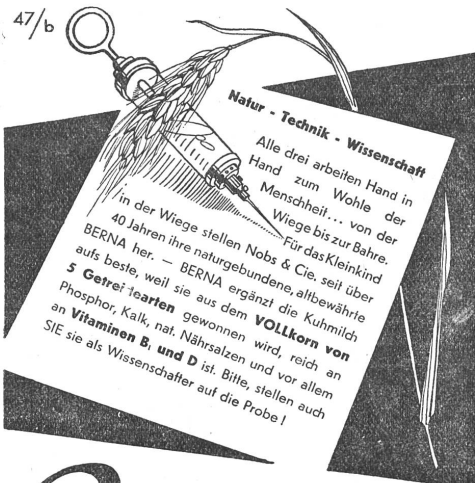 47/b
Natur - Technik - Wissenschaft
Alle drei arbeiten Hand in
Hand zum Wohle der
Menschheit... von der
Wiege bis zur Bahre.
Für das Kleinkind
in der Wiege stellen Nobs & Cie. seit über
40 Jahren ihre naturgebundene, altbewährte
BERNA her. — BERNA ergänzt die Kuhmilch
aufs beste, weil sie aus dem VOLLkorn von
5 Getreidearten gewonnen wird, reich an
Phosphor, Kalk, nat. Nährsalzen und vor allem
an Vitaminen B₁ und D ist. Bitte, stellen auch
SIE sie als Wissenschafter auf die Probe!